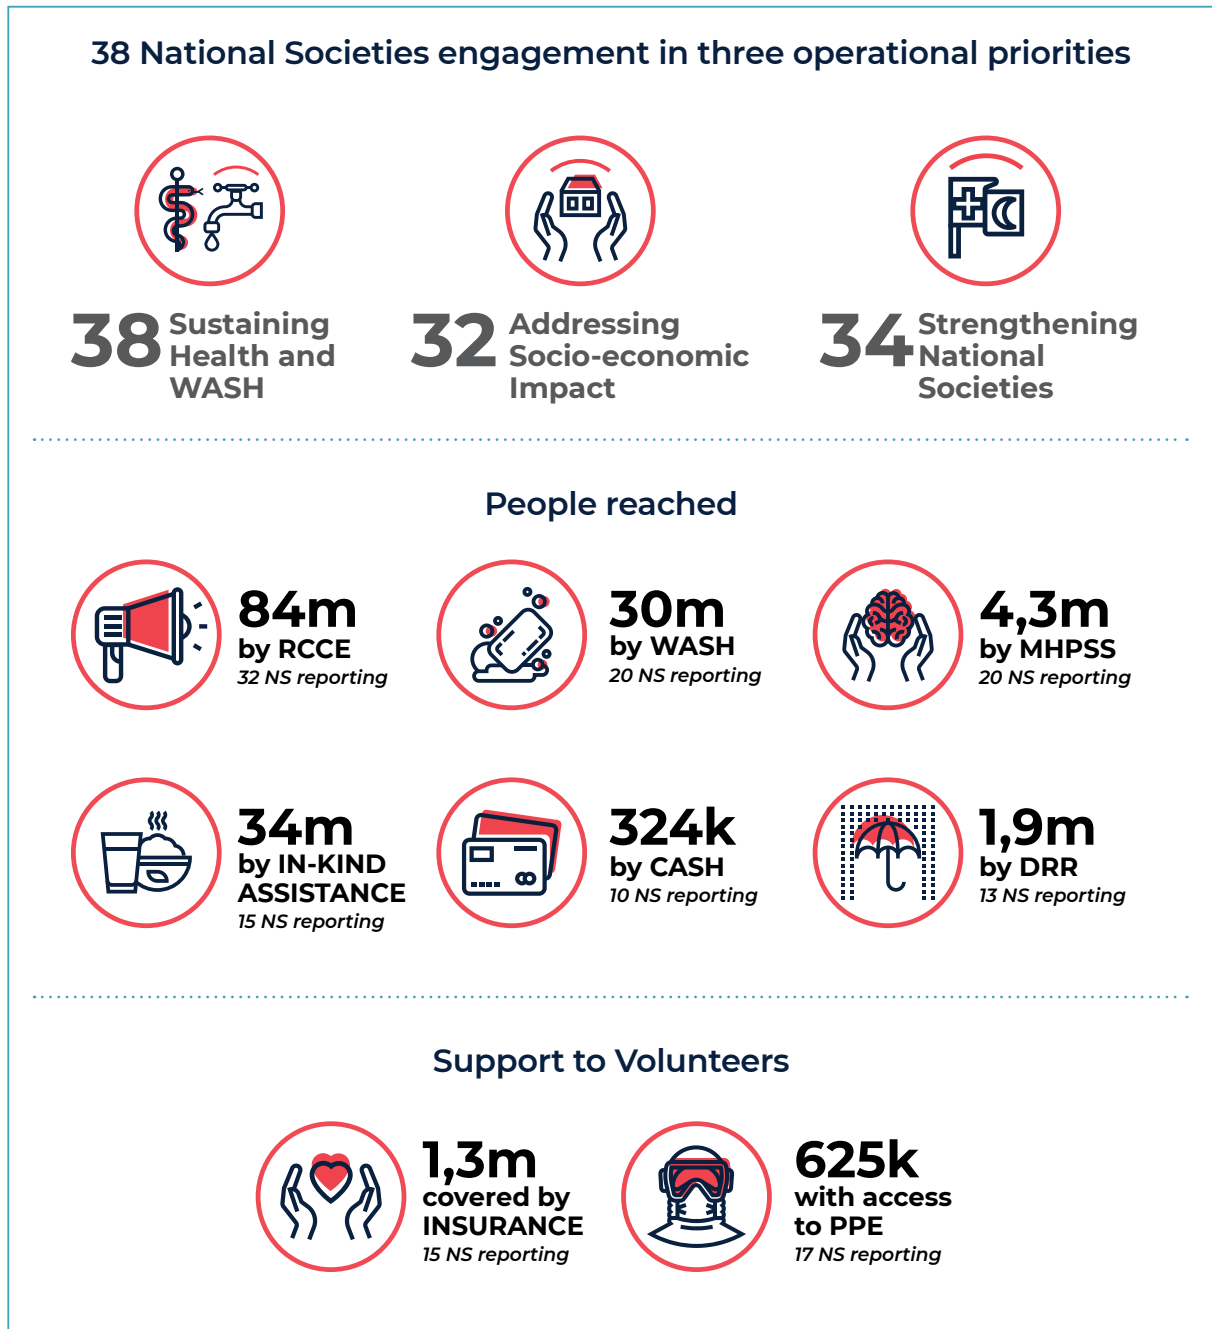 38 National Societies engagement in three operational priorities
38 Sustaining
Health and
WASH
32 Addressing
Socio-economic
Impact
34 Strengthening
National
Societies
People reached
84m
by RCCE
32 NS reporting
30m
by WASH
20 NS reporting
4,3m
by MHPSS
20 NS reporting
34m
by IN-KIND
ASSISTANCE
15 NS reporting
324k
by CASH
10 NS reporting
1,9m
by DRR
13 NS reporting
Support to Volunteers
1,3m
covered by
INSURANCE
15 NS reporting
625k
with access
to PPE
17 NS reporting